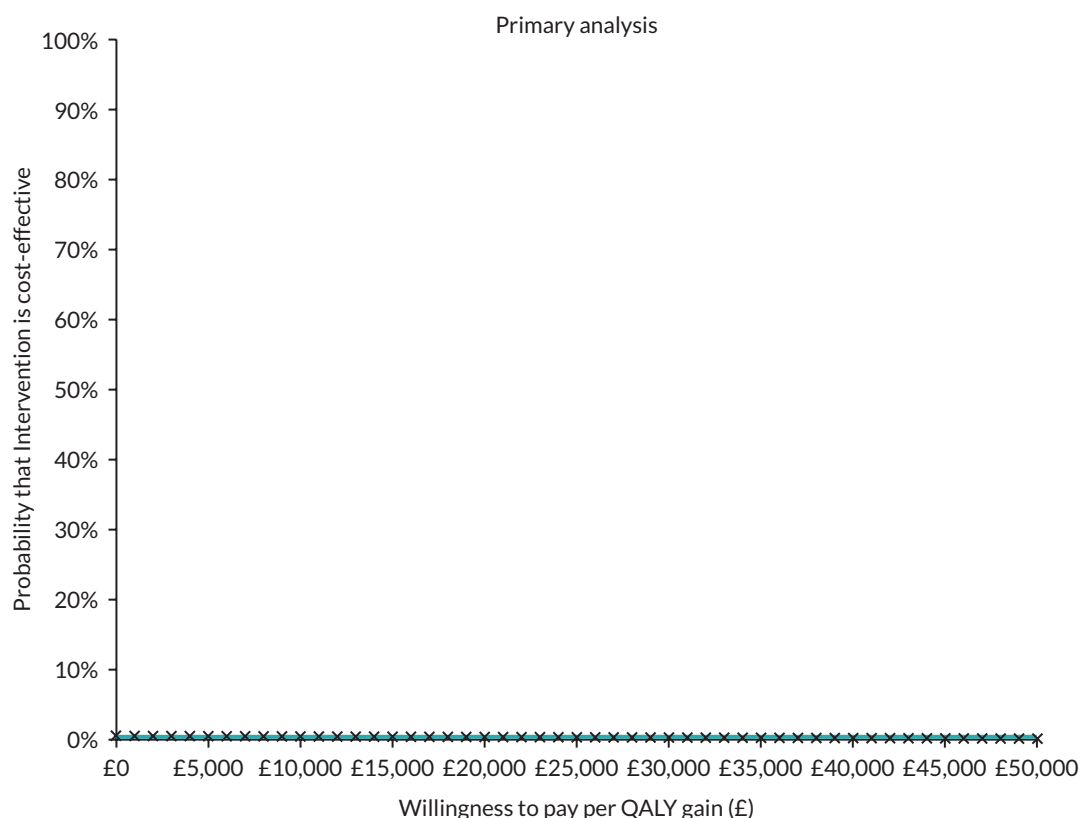 Primary analysis
Probability that Intervention is cost-effective
100%
90%
80%
70%
60%
50%
40%
30%
20%
10%
0%
£0 £5,000 £10,000 £15,000 £20,000 £25,000 £30,000 £35,000 £40,000 £45,000 £50,000
Willingness to pay per QALY gain (£)